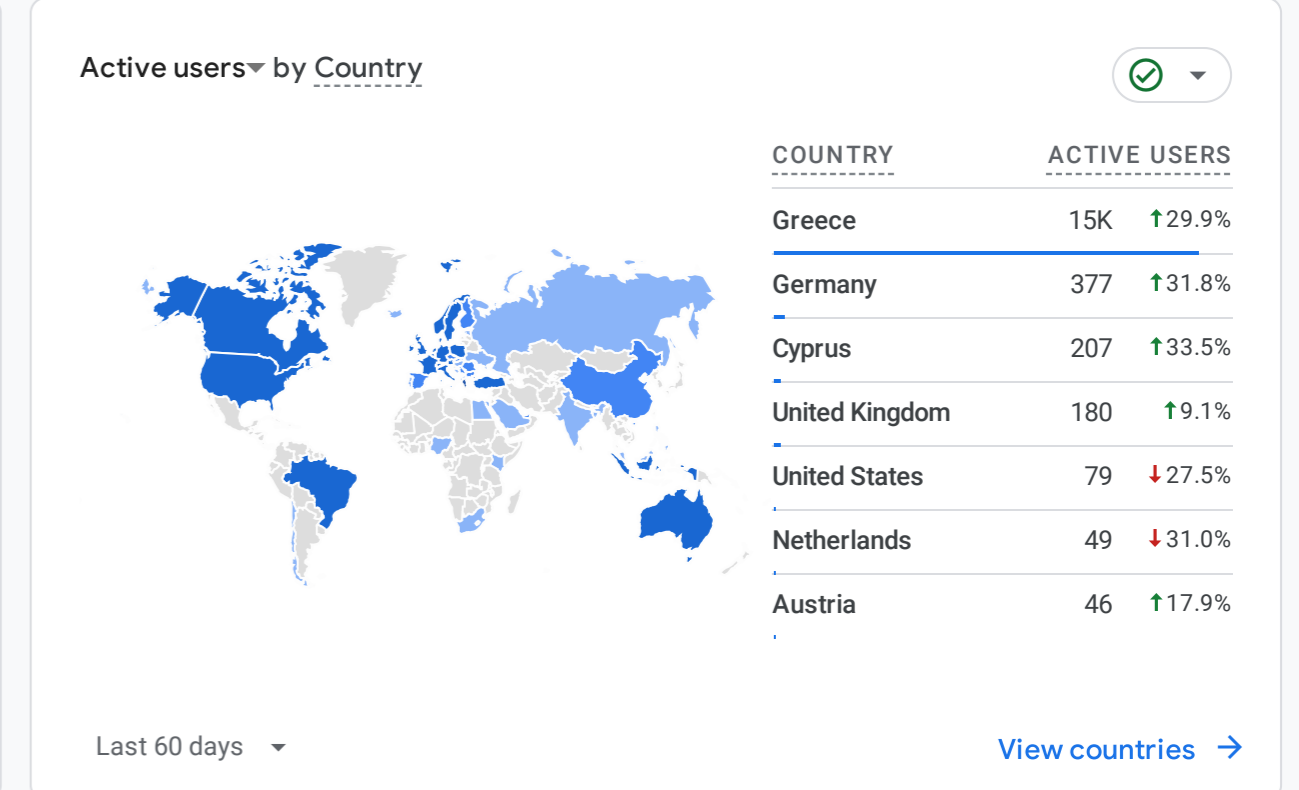 Active users by Country
COUNTRY ACTIVE USERS
Greece 15K ↑29.9%
Germany 377 ↑31.8%
Cyprus 207 ↑33.5%
United Kingdom 180 ↑9.1%
United States 79 ↓27.5%
Netherlands 49 ↓31.0%
Austria 46 ↑17.9%
Last 60 days View countries →